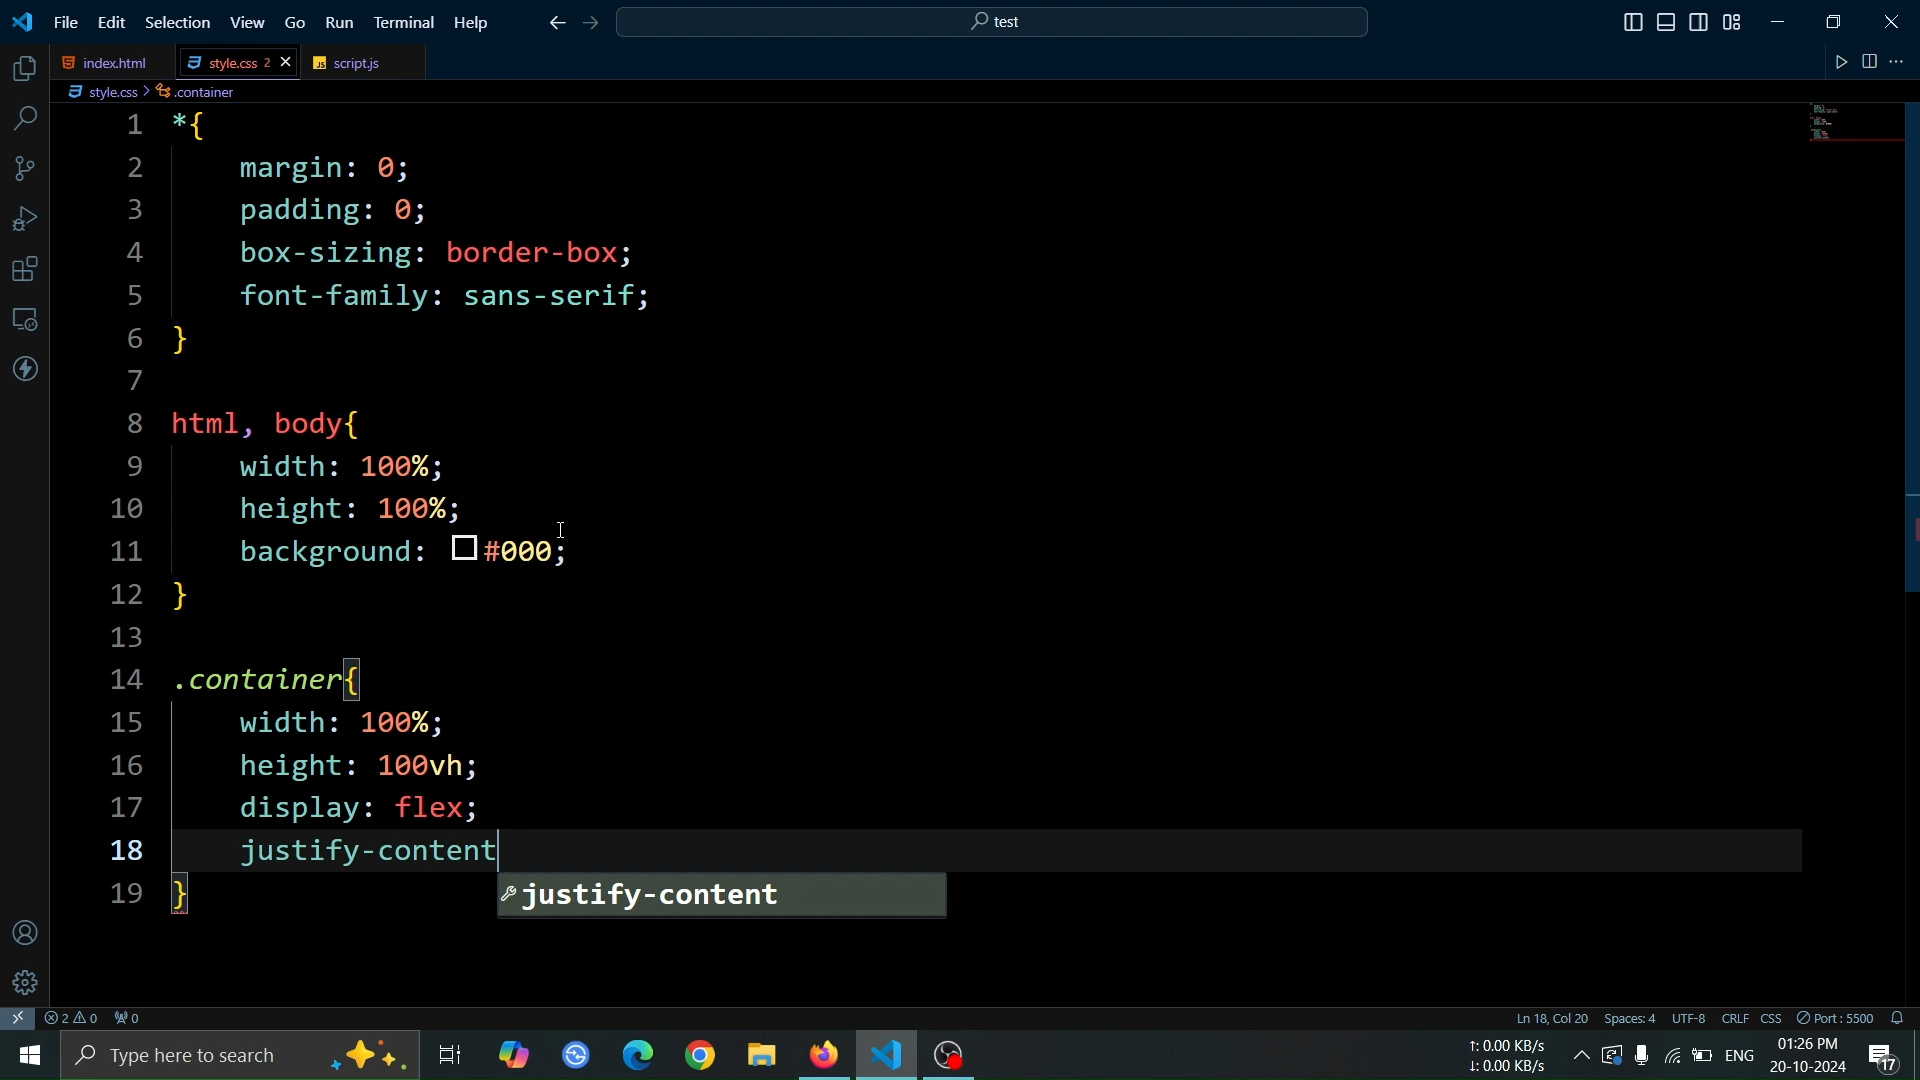 File Edit Selection View Go Run Terminal Help
test
index.html
style.css 2
JS script.js
style.css > .container
1 *{
2 margin: 0;
3 padding: 0;
4 box-sizing: border-box;
5 font-family: sans-serif;
6 }
7
8 html, body{
9 width: 100%;
10 height: 100%;
11 background: #000;
12 }
13
14 .container{
15 width: 100%;
16 height: 100vh;
17 display: flex;
18 justify-content
19 }
justify-content
2 0 0
Ln 18, Col 20 Spaces: 4 UTF-8 CRLF CSS Port : 5500
Type here to search
↑: 0.00 KB/s
↓: 0.00 KB/s
ENG
01:26 PM
20-10-2024
17